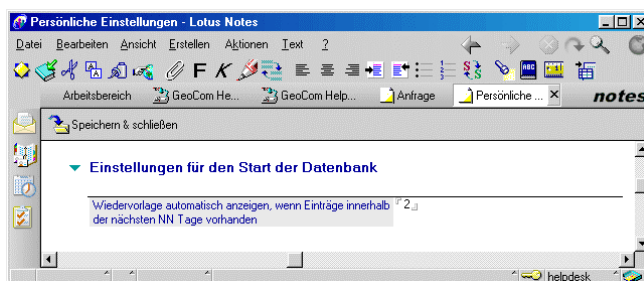 Persönliche Einstellungen - Lotus Notes
Datei Bearbeiten Ansicht Erstellen Aktionen Text ?
F K
Arbeitsbereich GeoCom He... GeoCom Help... Anfrage Persönliche ... notes
Speichern & schließen
Einstellungen für den Start der Datenbank
Wiedervorlage automatisch anzeigen, wenn Einträge innerhalb 2
der nächsten NN Tage vorhanden
helpdesk